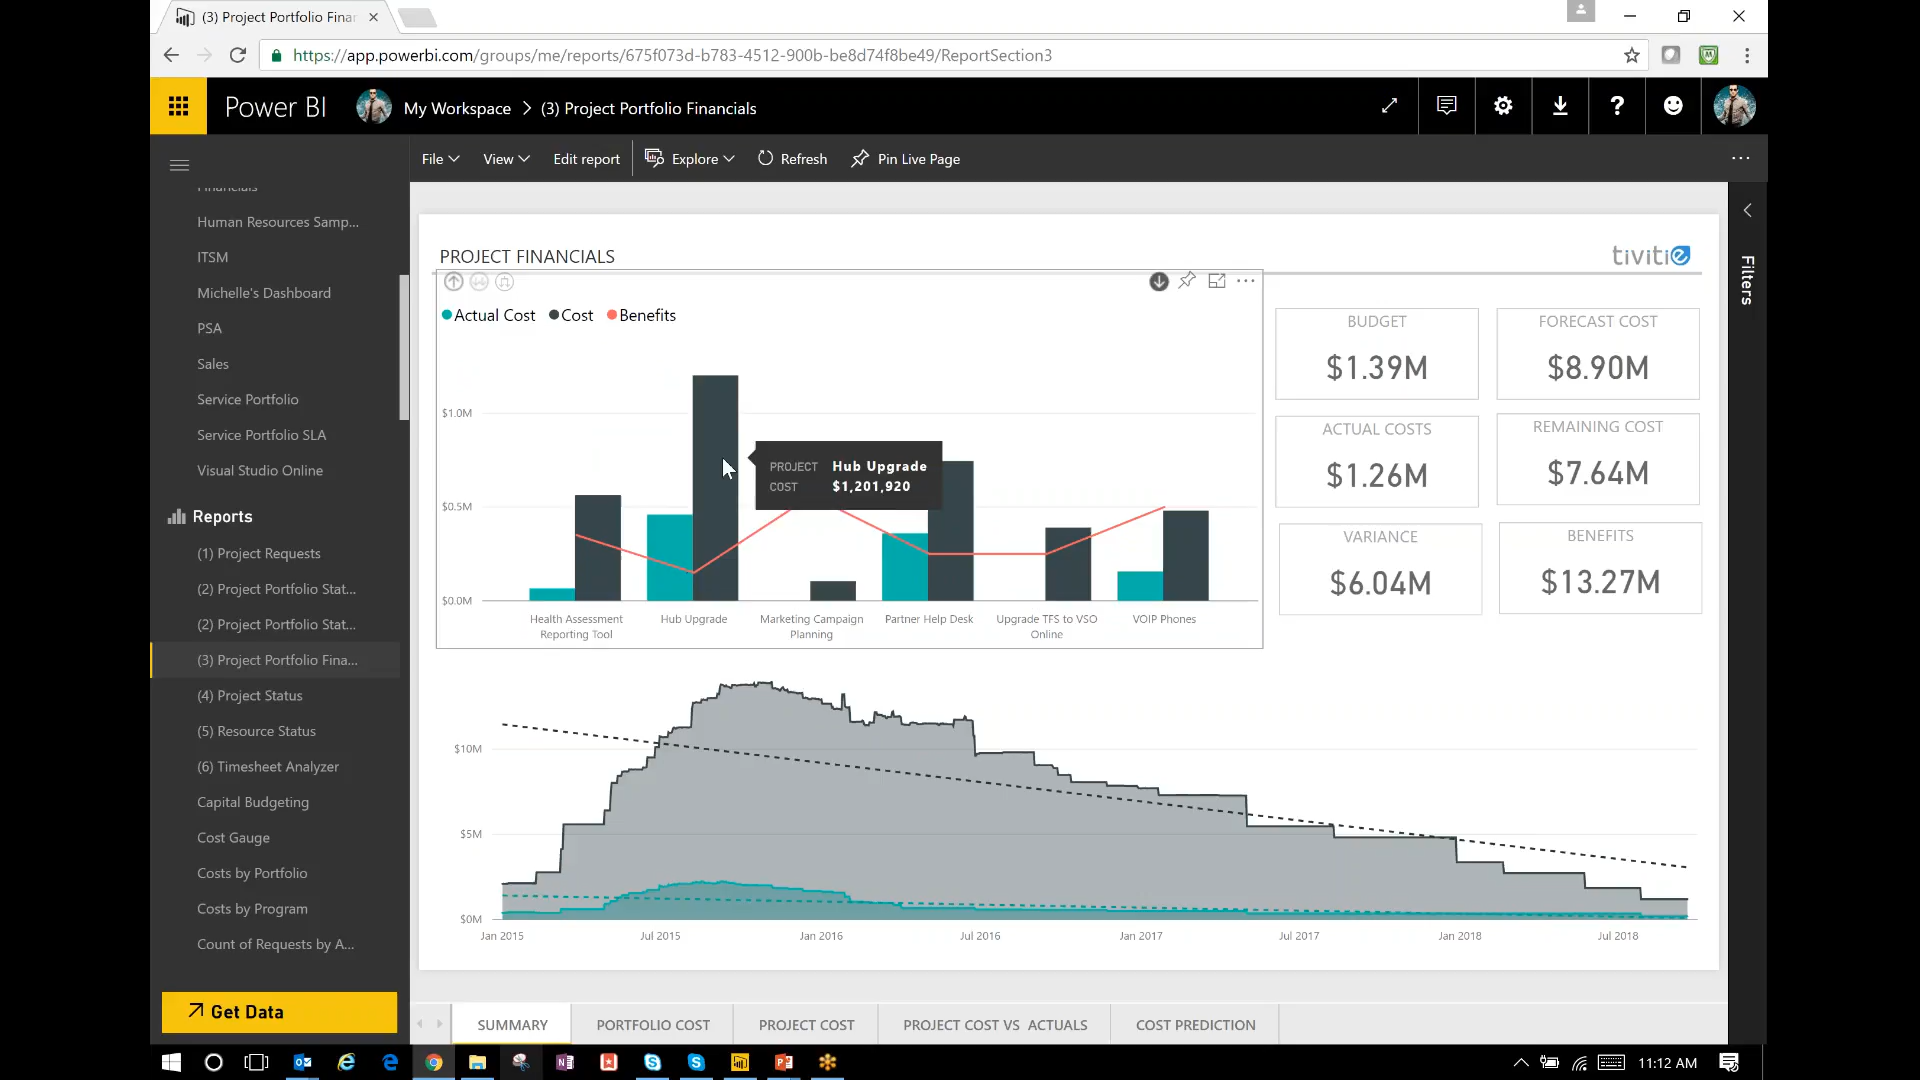 (3) Project Portfolio Finan
https://app.powerbi.com/groups/me/reports/675f073d-b783-4512-900b-be8d74f8be49/ReportSection3
Power BI
My Workspace > (3) Project Portfolio Financials
File View Edit report Explore Refresh Pin Live Page
Financials
Human Resources Samp...
ITSM
Michelle's Dashboard
PSA
Sales
Service Portfolio
Service Portfolio SLA
Visual Studio Online
Reports
(1) Project Requests
(2) Project Portfolio Stat...
(2) Project Portfolio Stat...
(3) Project Portfolio Fina...
(4) Project Status
(5) Resource Status
(6) Timesheet Analyzer
Capital Budgeting
Cost Gauge
Costs by Portfolio
Costs by Program
Count of Requests by A...
Get Data
PROJECT FINANCIALS
tivitie
Filters
Actual Cost Cost Benefits
$1.0M
$0.5M
$0.0M
PROJECT Hub Upgrade
COST $1,201,920
Health Assessment
Reporting Tool
Hub Upgrade
Marketing Campaign
Planning
Partner Help Desk
Upgrade TFS to VSO
Online
VOIP Phones
BUDGET
$1.39M
FORECAST COST
$8.90M
ACTUAL COSTS
$1.26M
REMAINING COST
$7.64M
VARIANCE
$6.04M
BENEFITS
$13.27M
$10M
$5M
$0M
Jan 2015 Jul 2015 Jan 2016 Jul 2016 Jan 2017 Jul 2017 Jan 2018 Jul 2018
SUMMARY PORTFOLIO COST PROJECT COST PROJECT COST VS ACTUALS COST PREDICTION
11:12 AM